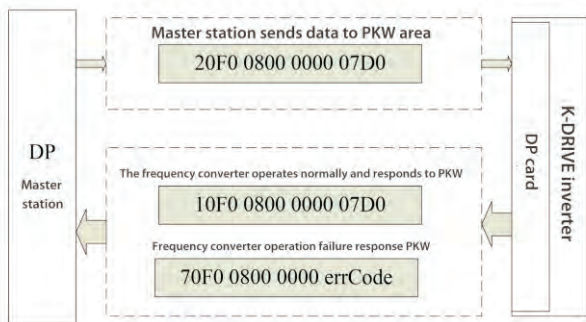 Master station sends data to PKW area
20F0 0800 0000 07D0
DP
Master
station
The frequency converter operates normally and responds to PKW
10F0 0800 0000 07D0
Frequency converter operation failure response PKW
70F0 0800 0000 errCode
DP card
K-DRIVE inverter